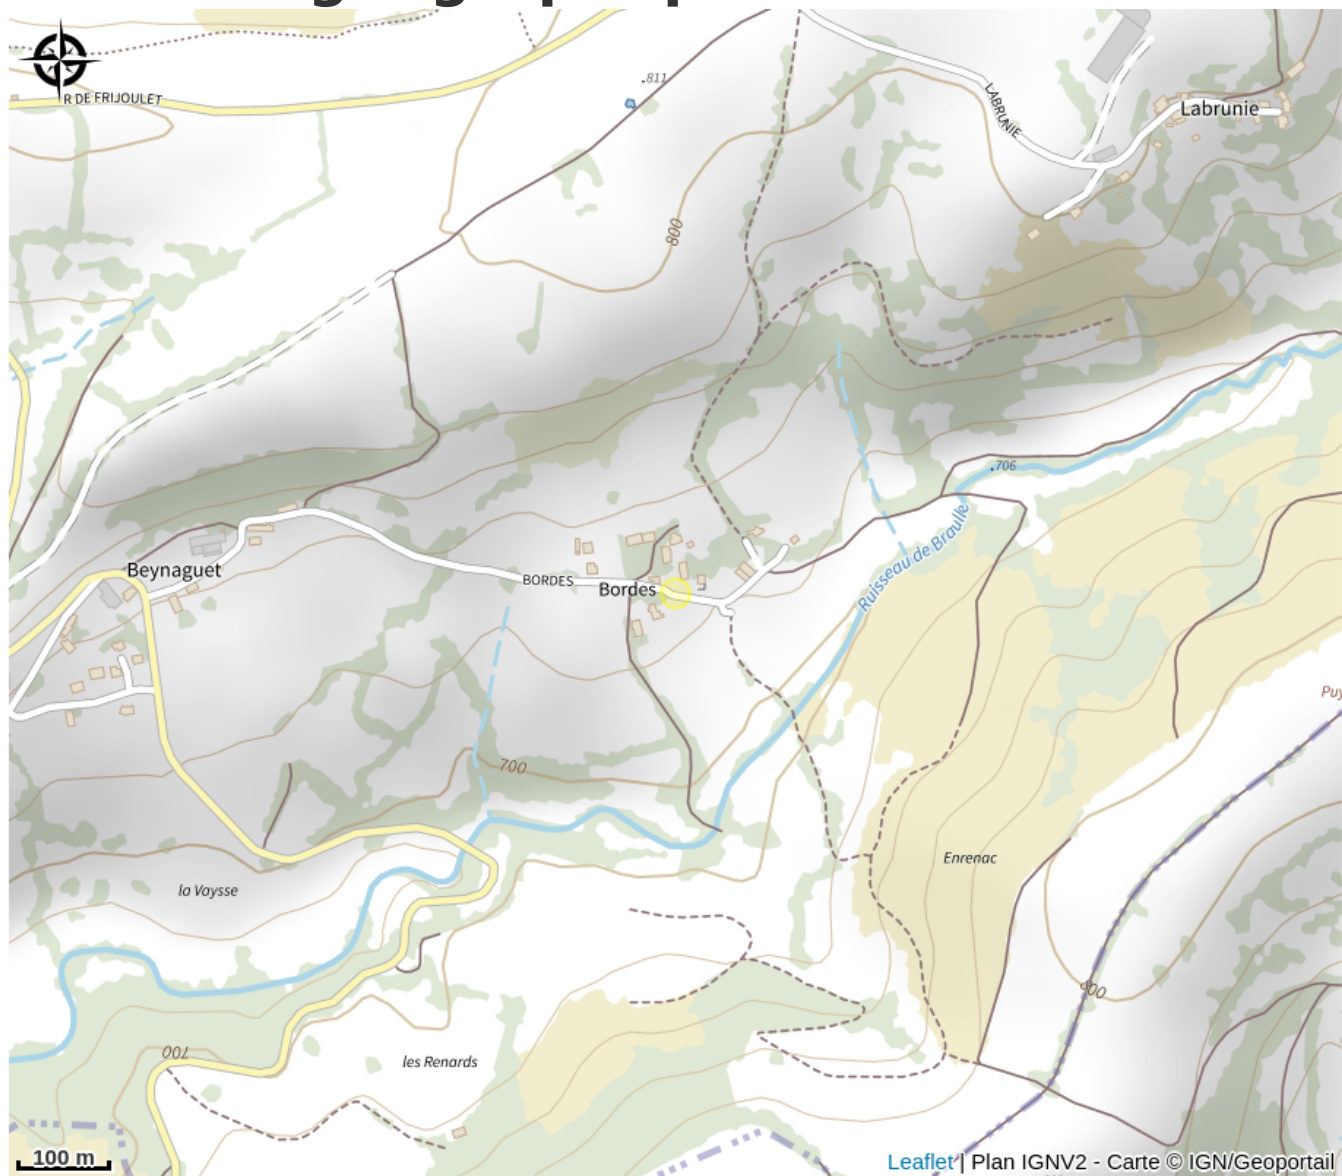 .811
R DE FRIJOULET
LABRUNIE
Labrunie
800
.706
Ruisseau de Braulle
Beynaguet
BORDES
Bordes
Puy
700
Enrenac
la Vaysse
800
700
les Renards
100 m
Leaflet | Plan IGNV2 - Carte © IGN/Geoportail